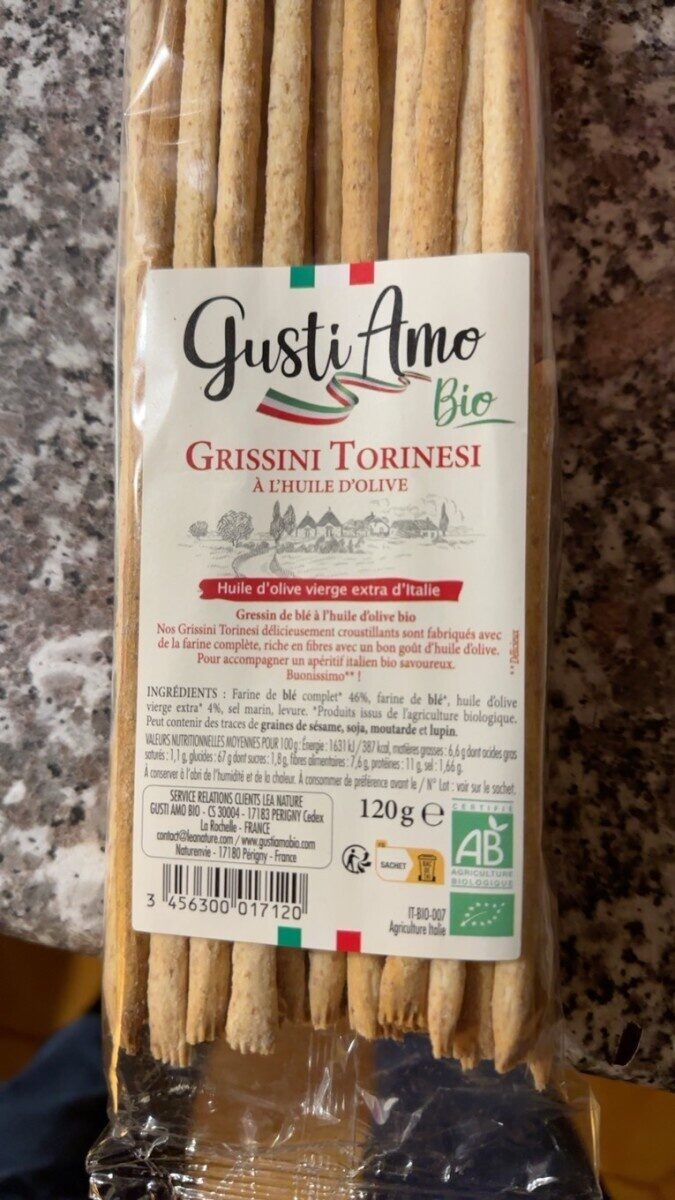 Gusti Amo
Bio
GRISSINI TORINESI
À L'HUILE D'OLIVE
Huile d'olive vierge extra d'Italie
Gressin de blé à l'huile d'olive bio
Nos Grissini Torinesi délicieusement croustillants sont fabriqués avec
de la farine complète, riche en fibres avec un bon goût d'huile d'olive.
Pour accompagner un apéritif italien bio savoureux.
Buonissimo** !
**Délicieux
INGRÉDIENTS : Farine de blé complet* 46%, farine de blé*, huile d'olive
vierge extra* 4%, sel marin, levure. *Produits issus de l'agriculture biologique.
Peut contenir des traces de graines de sésame, soja, moutarde et lupin.
VALEURS NUTRITIONNELLES MOYENNES POUR 100 g : Énergie : 1631 kJ / 387 kcal, matières grasses : 6,6 g dont acides gras
saturés : 1,1 g, glucides : 67 g dont sucres : 1,8 g, fibres alimentaires : 7,6 g, protéines : 11 g, sel : 1,66 g.
À conserver à l'abri de l'humidité et de la chaleur. À consommer de préférence avant le / N° Lot : voir sur le sachet.
SERVICE RELATIONS CLIENTS LEA NATURE
GUSTI AMO BIO - CS 30004 - 17183 PERIGNY Cedex
La Rochelle - FRANCE
contact@leanature.com / www.gustiamobio.com
Naturenvie - 17180 Périgny - France
120 g e
FR
SACHET
BAC
DE
TRI
CERTIFIÉ
AB
AGRICULTURE
BIOLOGIQUE
3 456300 017120
IT-BIO-007
Agriculture Italie